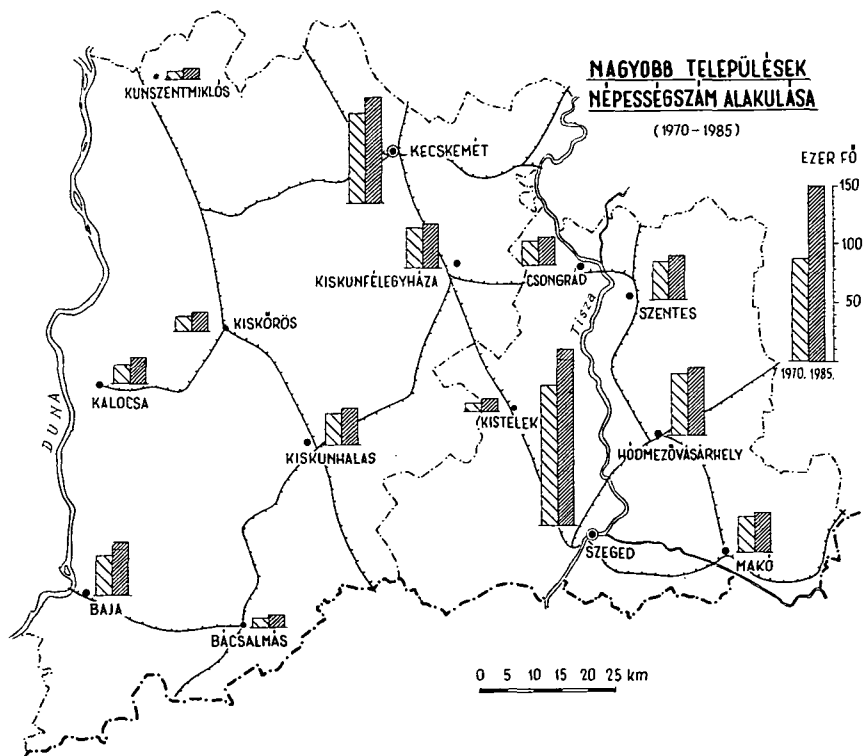 NAGYOBB TELEPÜLÉSEK
NÉPESSÉGSZÁM ALAKULÁSA
(1970-1985)
KUNSZENTMIKLÓS
KECSKEMÉT
EZER FŐ
150
100
50
1970. 1985.
KISKUNFÉLEGYHÁZA
CSONGRÁD
SZENTES
Tisza
KISKŐRÖS
KALOCSA
DUNA
KISTELEK
KISKUNHALAS
HÓDMEZŐVÁSÁRHELY
SZEGED
MAKÓ
BAJA
BÁCSALMÁS
0 5 10 15 20 25 km